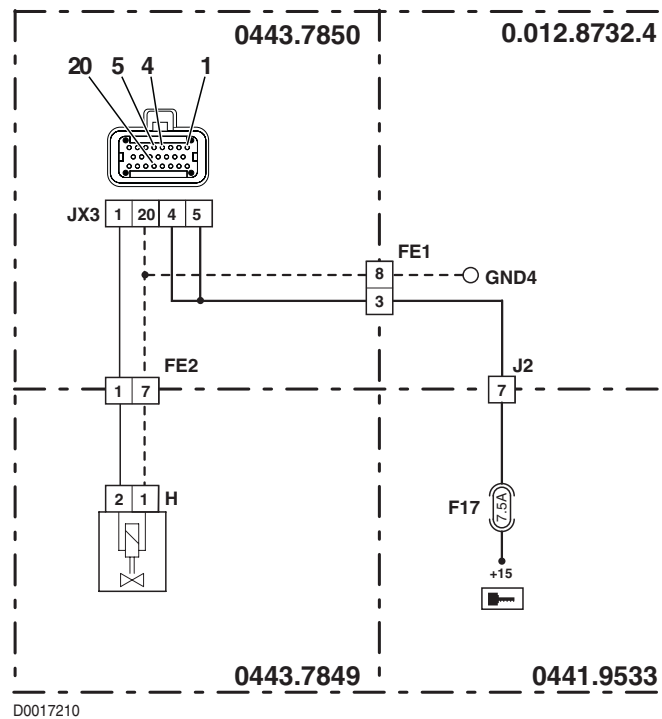 0443.7850 0.012.8732.4
20 5 4 1
JX3 1 20 4 5
FE1
8 GND4
3
FE2 J2
1 7 7
2 1 H
F17 7.5A
+15
0443.7849 0441.9533
D0017210